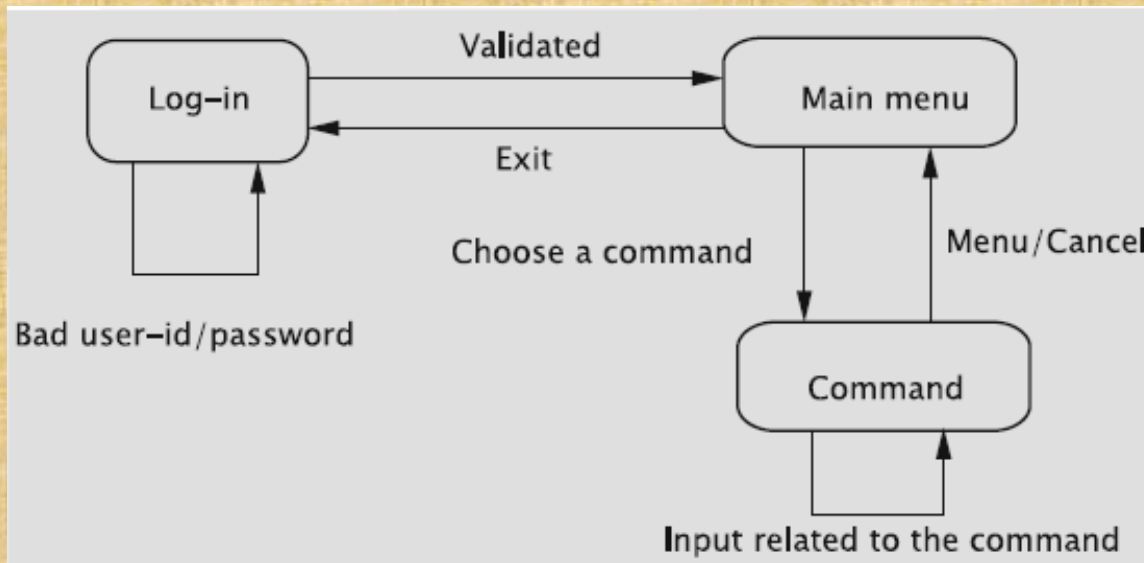 Validated
Log-in
Main menu
Exit
Choose a command
Menu/Cancel
Bad user-id/password
Command
Input related to the command